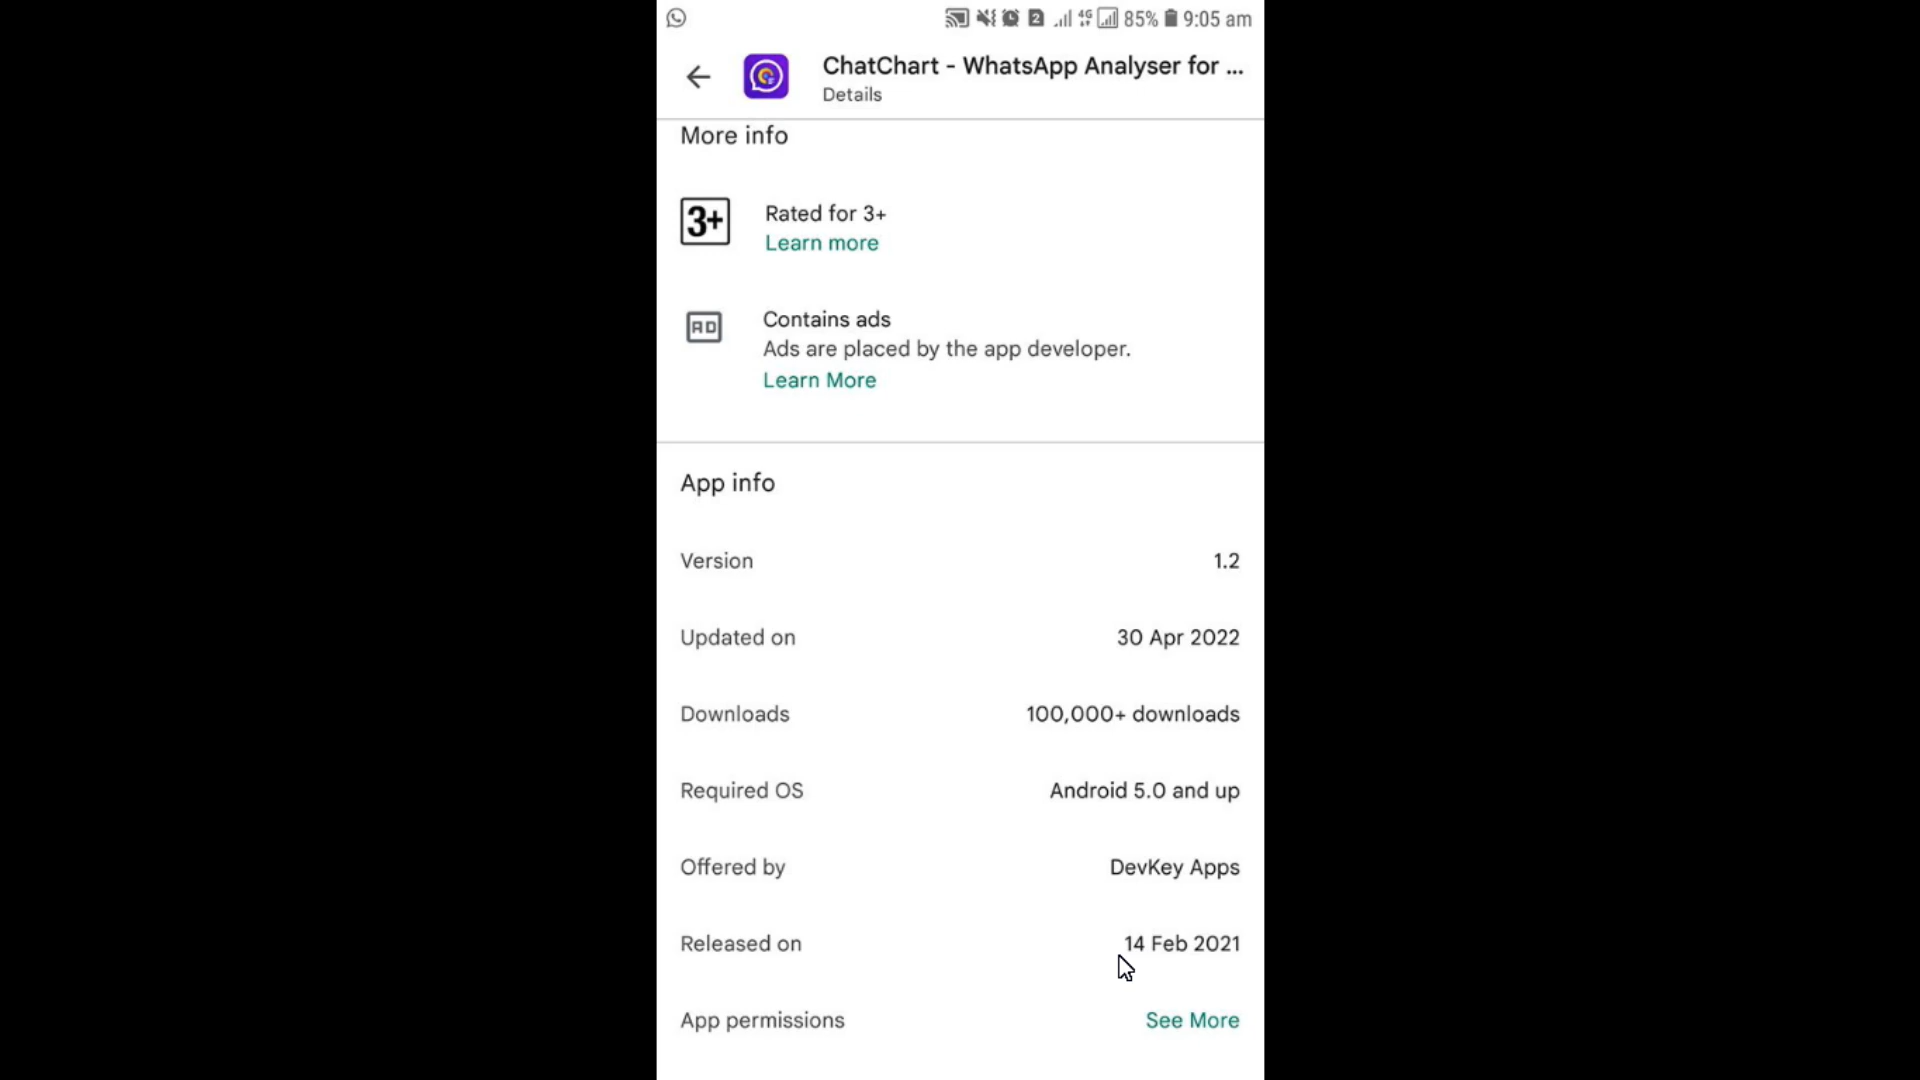 2 4G 85% 9:05 am
ChatChart - WhatsApp Analyser for ...
Details
More info
3+
Rated for 3+
Learn more
AD
Contains ads
Ads are placed by the app developer.
Learn More
App info
Version 1.2
Updated on 30 Apr 2022
Downloads 100,000+ downloads
Required OS Android 5.0 and up
Offered by DevKey Apps
Released on 14 Feb 2021
App permissions See More